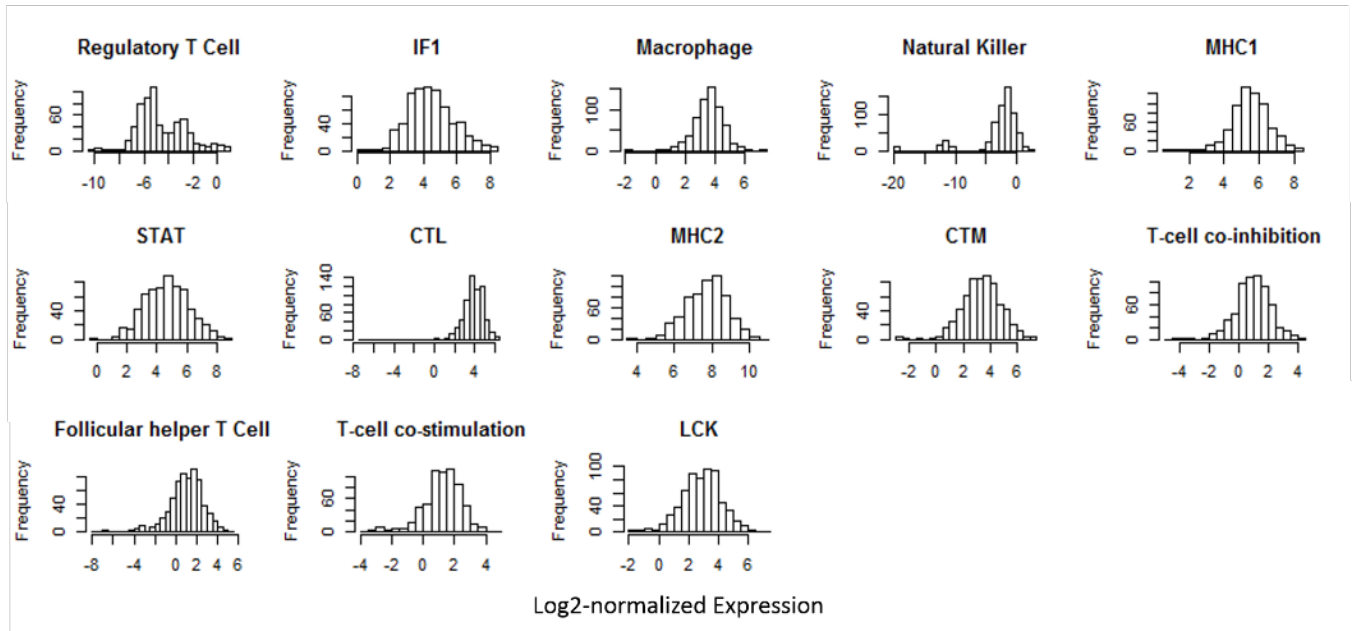 Regulatory T Cell
IF1
Macrophage
Natural Killer
MHC1
Frequency
0 60
-10 -6 -2 0
Frequency
0 40
0 2 4 6 8
Frequency
0 100
-2 0 2 4 6
Frequency
0 100
-20 -10 0
Frequency
0 60
2 4 6 8
STAT
CTL
MHC2
CTM
T-cell co-inhibition
Frequency
0 40
0 2 4 6 8
Frequency
0 80 140
-8 -4 0 4
Frequency
0 60
4 6 8 10
Frequency
0 40
-2 0 2 4 6
Frequency
0 60
-4 -2 0 2 4
Follicular helper T Cell
T-cell co-stimulation
LCK
Frequency
0 40
-8 -4 0 2 4 6
Frequency
0 60
-4 -2 0 2 4
Frequency
0 40 100
-2 0 2 4 6
Log2-normalized Expression